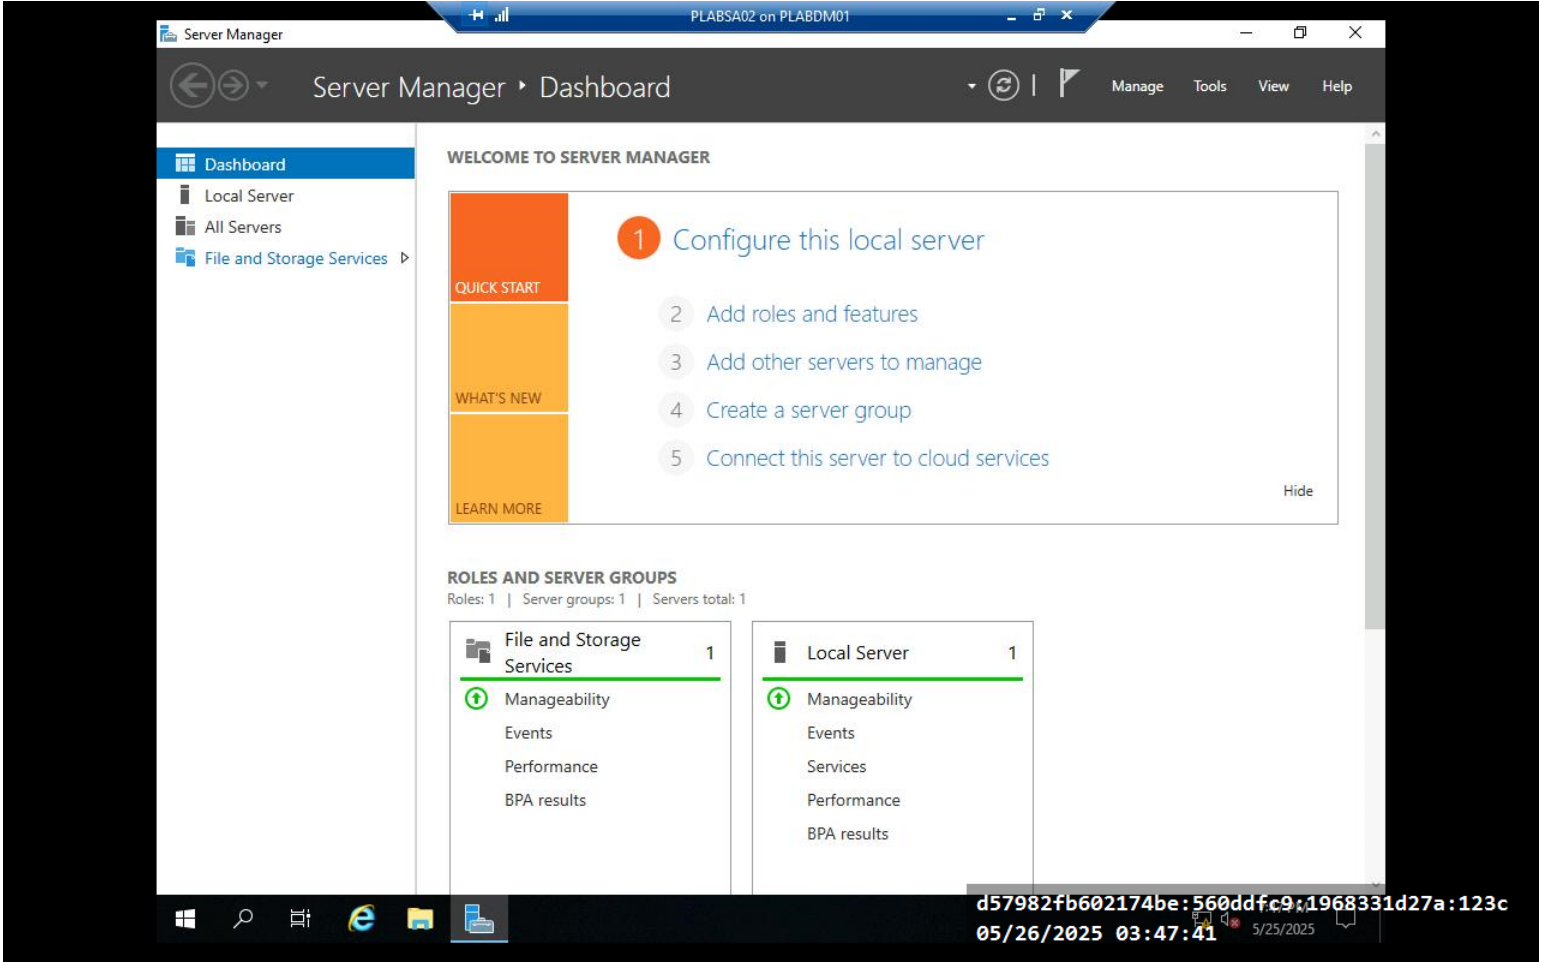 PLABSA02 on PLABDM01
Server Manager
Server Manager ‣ Dashboard
Manage Tools View Help
Dashboard
Local Server
All Servers
File and Storage Services
WELCOME TO SERVER MANAGER
QUICK START
WHAT'S NEW
LEARN MORE
1 Configure this local server
2 Add roles and features
3 Add other servers to manage
4 Create a server group
5 Connect this server to cloud services
Hide
ROLES AND SERVER GROUPS
Roles: 1 | Server groups: 1 | Servers total: 1
File and Storage
Services 1
Manageability
Events
Performance
BPA results
Local Server 1
Manageability
Events
Services
Performance
BPA results
d57982fb602174be:560ddfc9:1968331d27a:123c
05/26/2025 03:47:41
5/25/2025